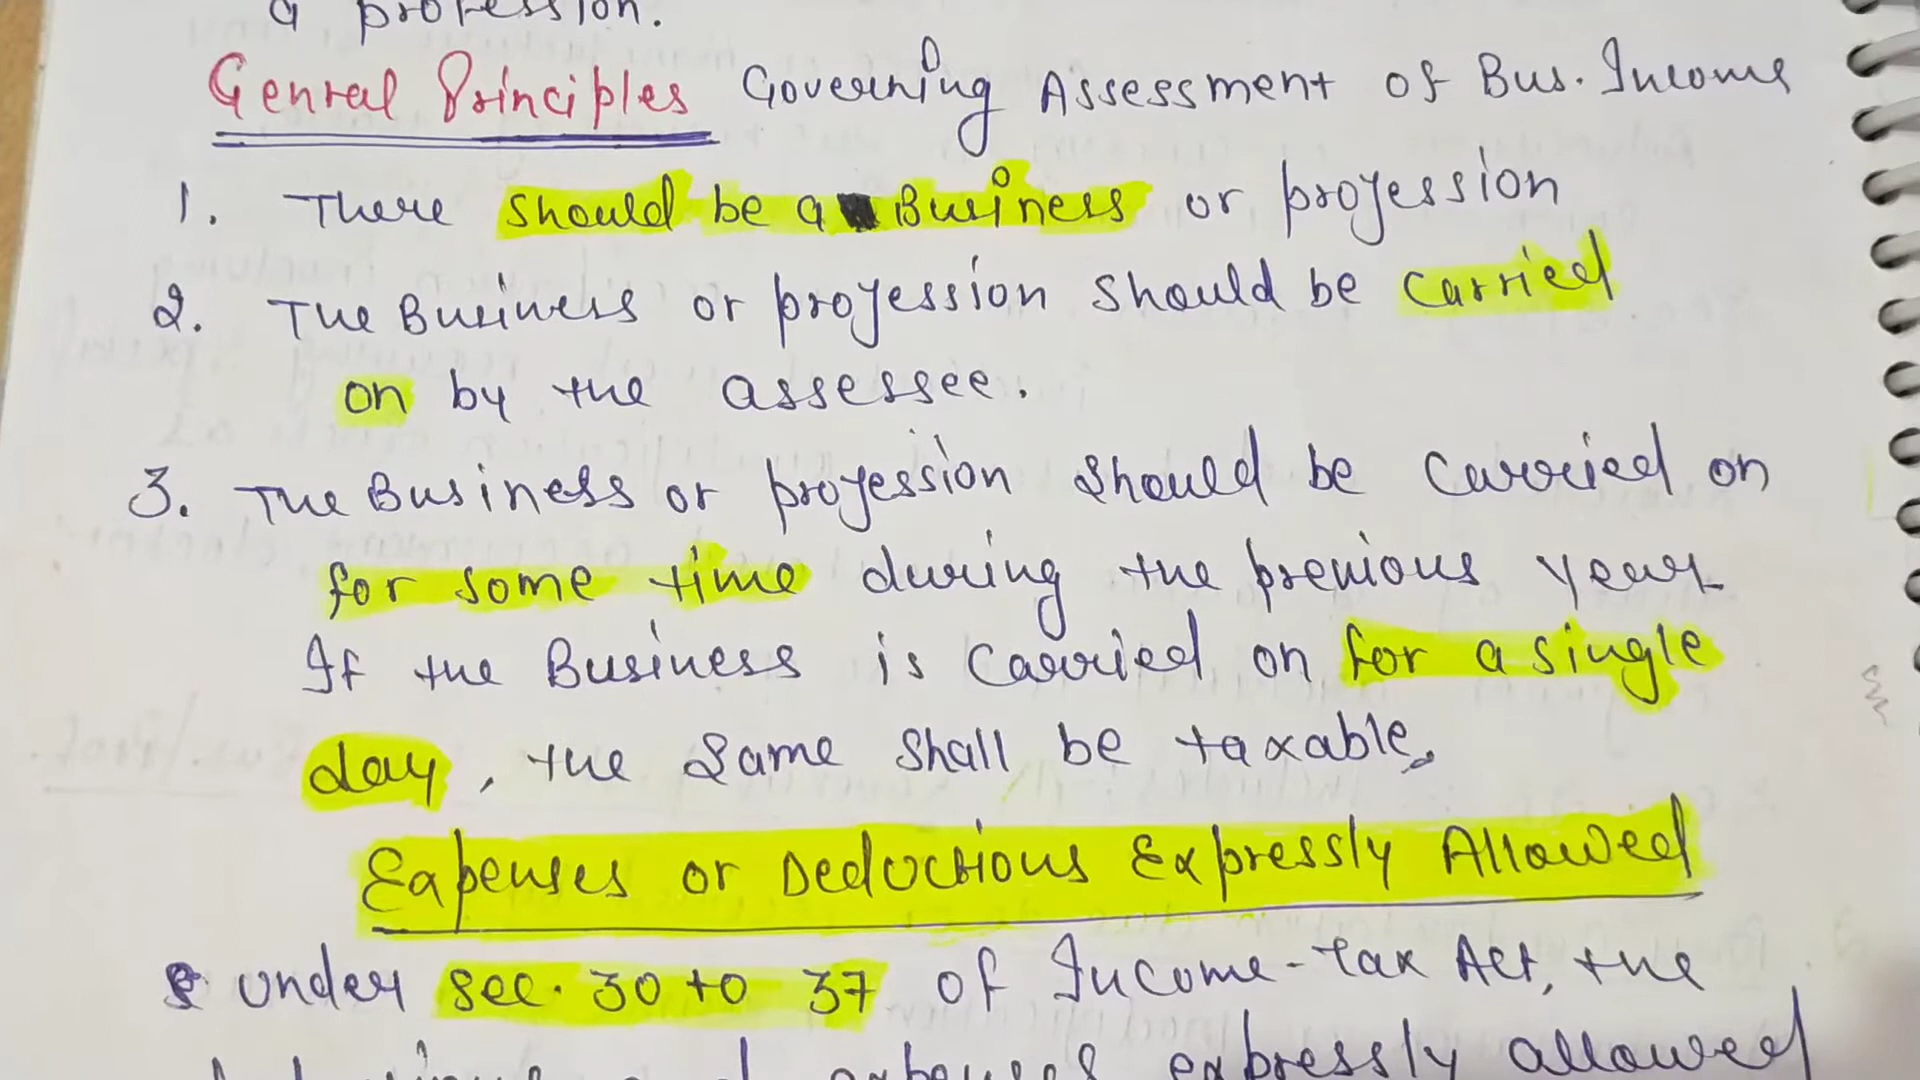 a profession.
Genral Principles Governing Assessment of Bus. Income
1. There should be a Business or profession
2. The Business or profession should be carried
on by the assessee.
3. The Business or profession should be carried on
for some time during the previous year
If the Business is carried on for a single
day, the same shall be taxable.
Expenses or Deductions Expressly Allowed
under sec. 30 to 37 of Income-tax Act, the
expenses expressly allowed